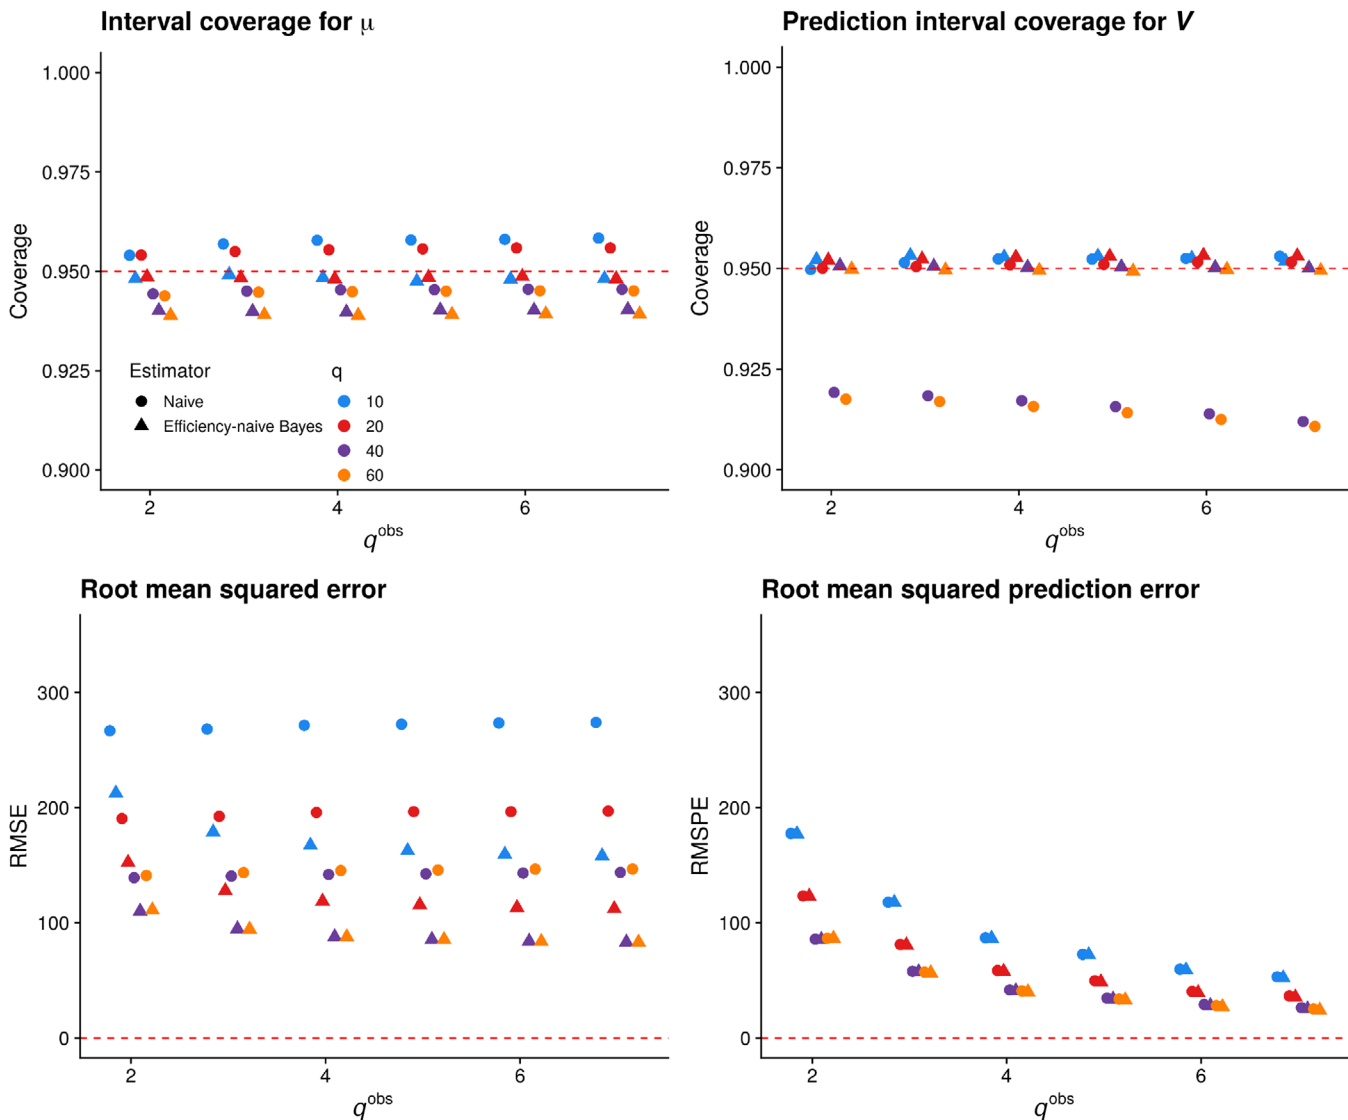 Interval coverage for μ
1.000
0.975
0.950
0.925
0.900
Coverage
Estimator
Naive
Efficiency-naive Bayes
q
10
20
40
60
2 4 6
q^obs
Prediction interval coverage for V
1.000
0.975
0.950
0.925
0.900
Coverage
2 4 6
q^obs
Root mean squared error
300
200
100
0
RMSE
2 4 6
q^obs
Root mean squared prediction error
300
200
100
0
RMSPE
2 4 6
q^obs